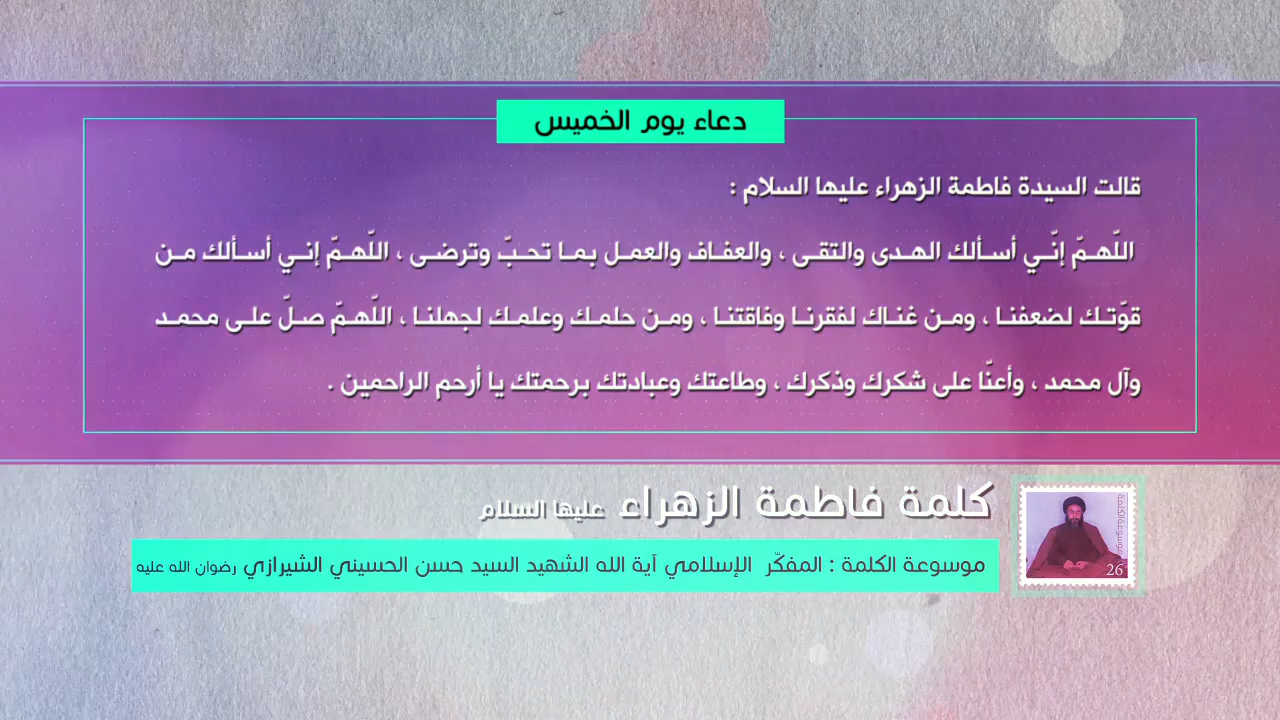 دعاء يوم الخميس
قالت السيدة فاطمة الزهراء عليها السلام :
اللّهمّ إنّي أسألك الهدى والتقى ، والعفاف والعمل بما تحبّ وترضى ، اللّهمّ إني أسألك من
قوّتك لضعفنا ، ومن غناك لفقرنا وفاقتنا ، ومن حلمك وعلمك لجهلنا ، اللّهمّ صلّ على محمد
وآل محمد ، وأعنّا على شكرك وذكرك ، وطاعتك وعبادتك برحمتك يا أرحم الراحمين .
كلمة فاطمة الزهراء عليها السلام
موسوعة الكلمة : المفكّر الإسلامي آية الله الشهيد السيد حسن الحسيني الشيرازي رضوان الله عليه
موسوعة الكلمة
26